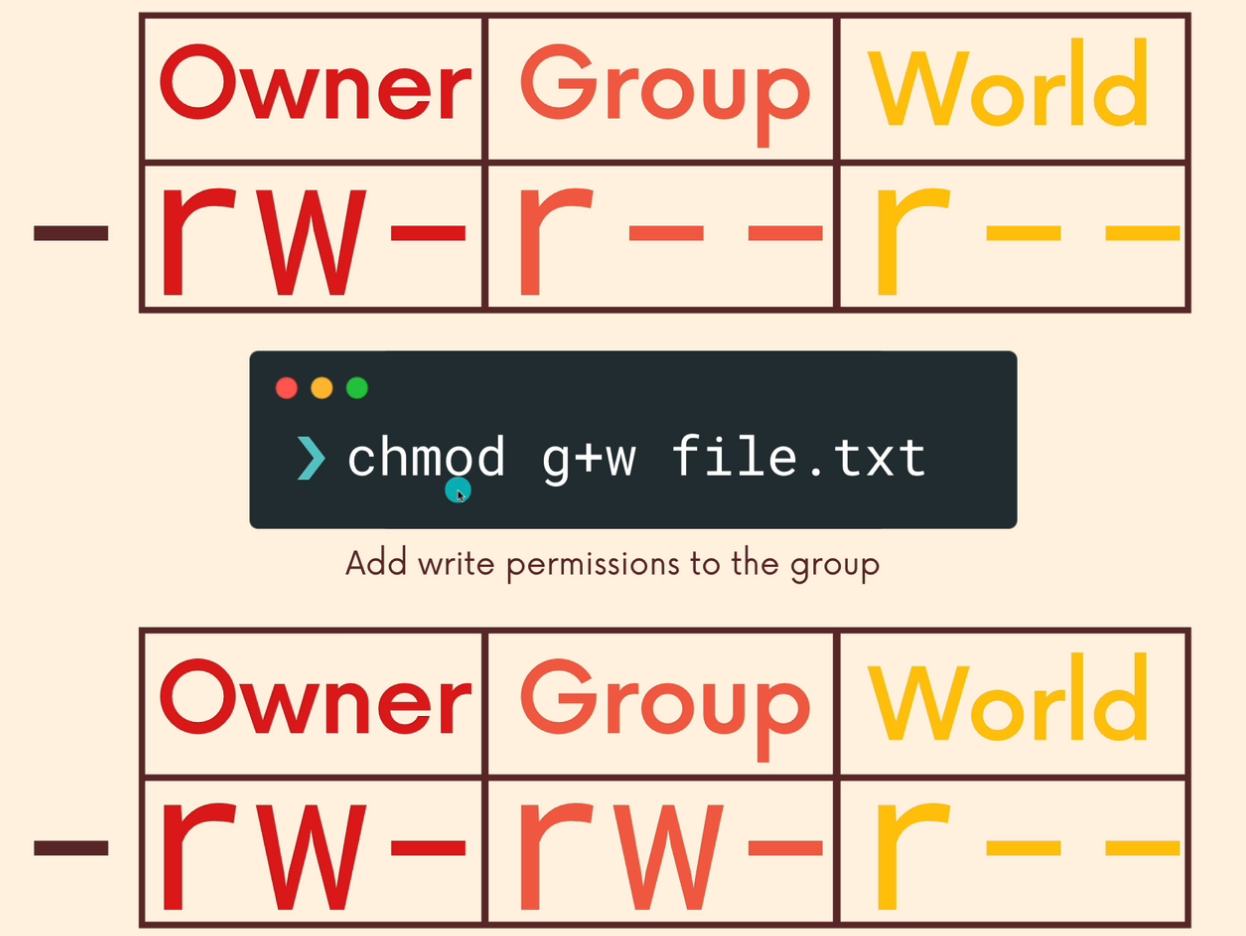 Owner Group World
- rw- r-- r--
❯ chmod g+w file.txt
Add write permissions to the group
Owner Group World
- rw- rw- r--